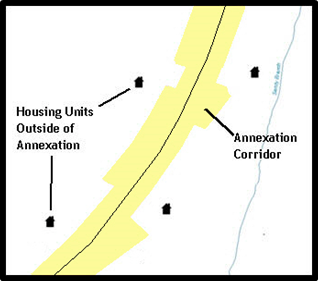 Housing Units
Outside of
Annexation
Annexation
Corridor